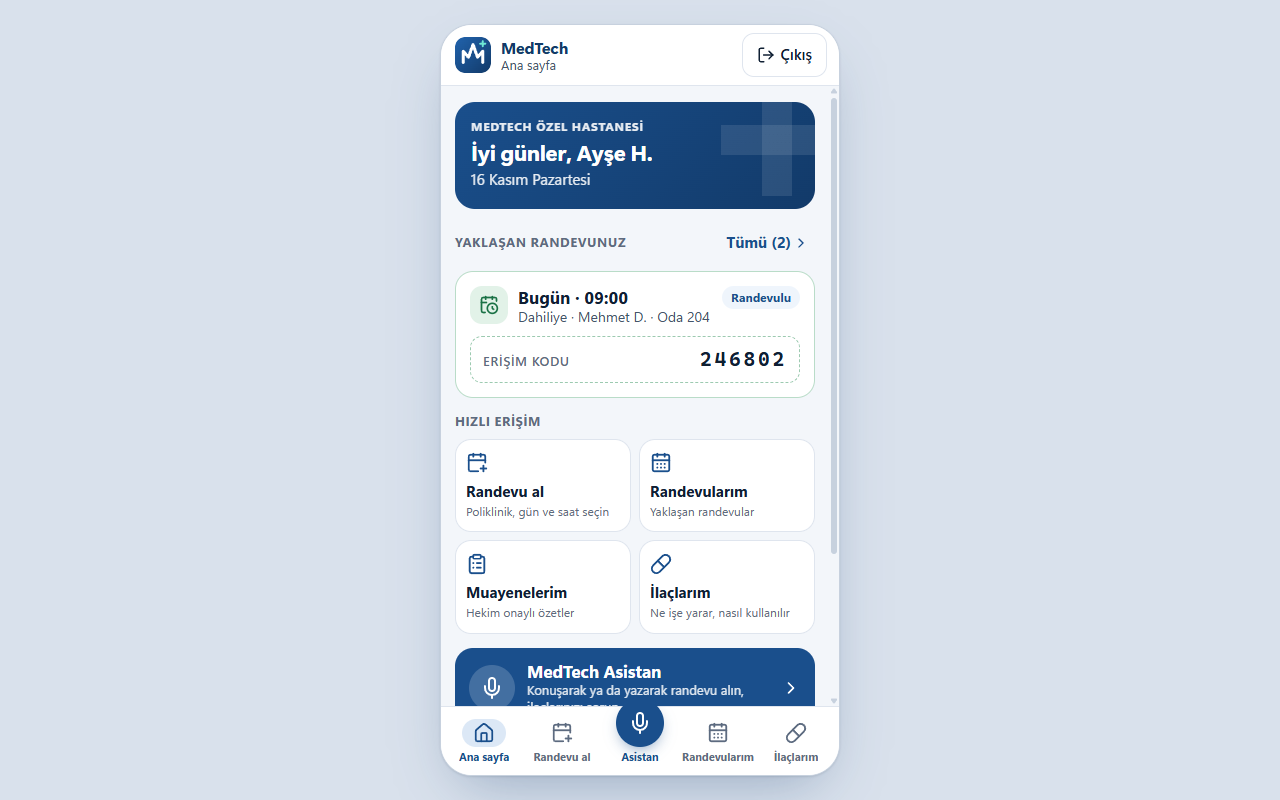 MedTech
Ana sayfa
Çıkış
MEDTECH ÖZEL HASTANESİ
İyi günler, Ayşe H.
16 Kasım Pazartesi
YAKLAŞAN RANDEVUNUZ
Tümü (2)
Bugün · 09:00
Randevulu
Dahiliye · Mehmet D. · Oda 204
ERİŞİM KODU
246802
HIZLI ERİŞİM
Randevu al
Poliklinik, gün ve saat seçin
Randevularım
Yaklaşan randevular
Muayenelerim
Hekim onaylı özetler
İlaçlarım
Ne işe yarar, nasıl kullanılır
MedTech Asistan
Konuşarak ya da yazarak randevu alın,
Ana sayfa
Randevu al
Asistan
Randevularım
İlaçlarım